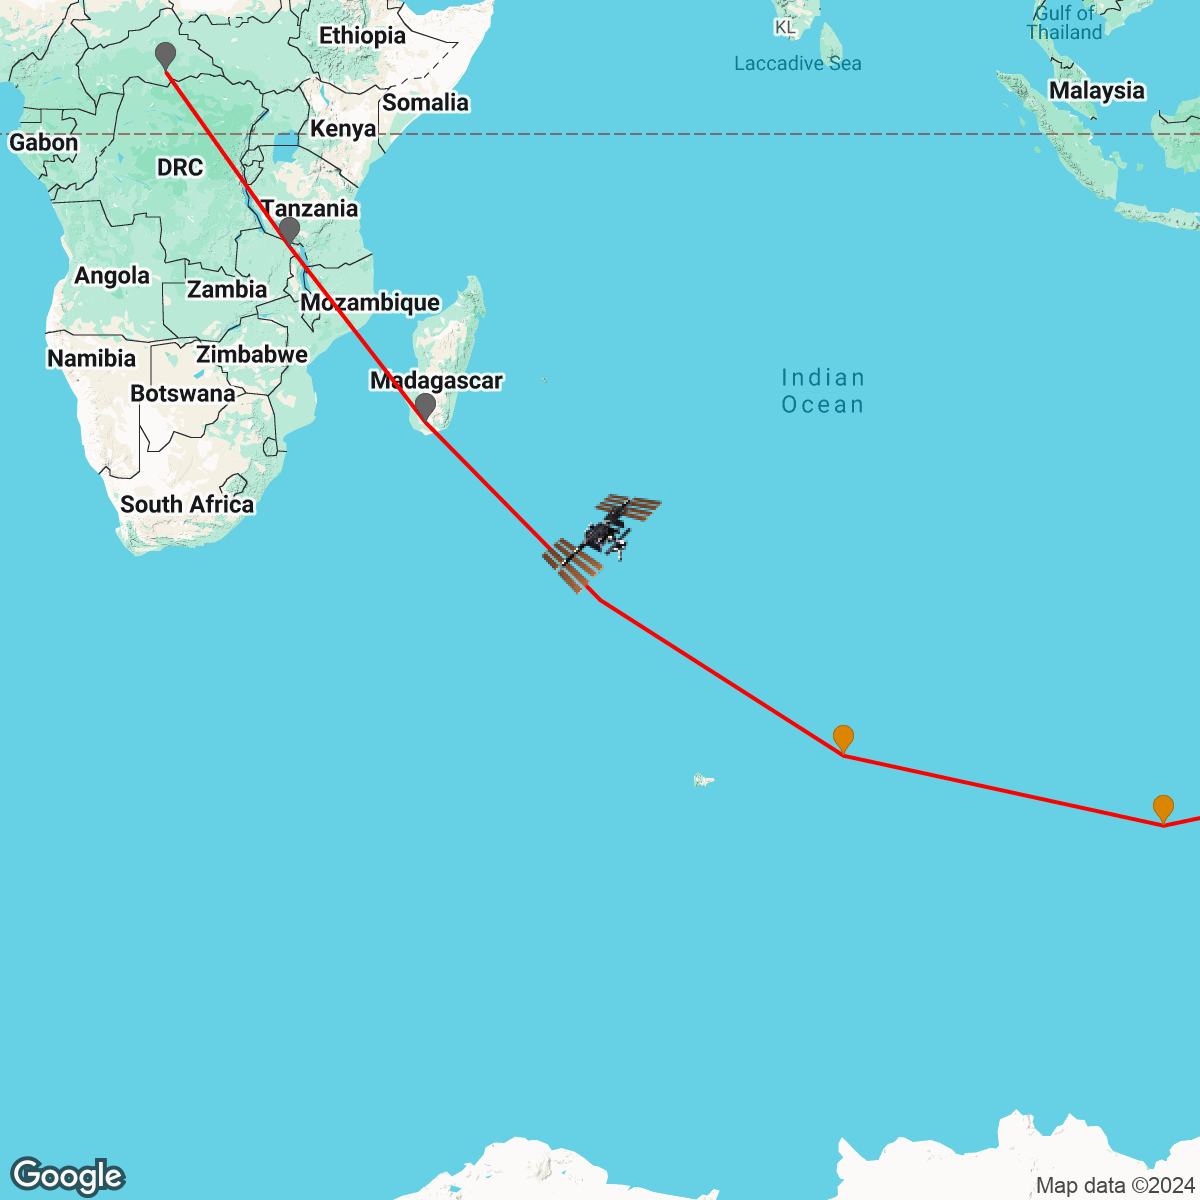 Gulf of
Thailand
KL
Ethiopia
Laccadive Sea
Malaysia
Somalia
Kenya
Gabon
DRC
Tanzania
Angola
Zambia
Mozambique
Namibia
Zimbabwe
Madagascar
Botswana
Indian
Ocean
South Africa
Google
Map data ©2024